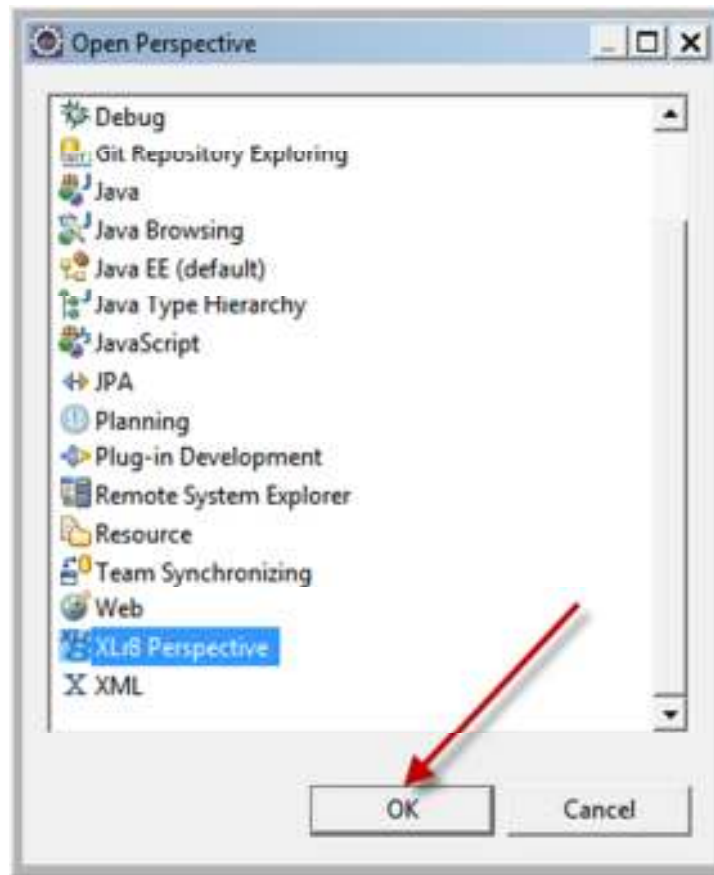 Open Perspective
Debug
Git Repository Exploring
Java
Java Browsing
Java EE (default)
Java Type Hierarchy
JavaScript
JPA
Planning
Plug-in Development
Remote System Explorer
Resource
Team Synchronizing
Web
XLr8 Perspective
XML
OK
Cancel